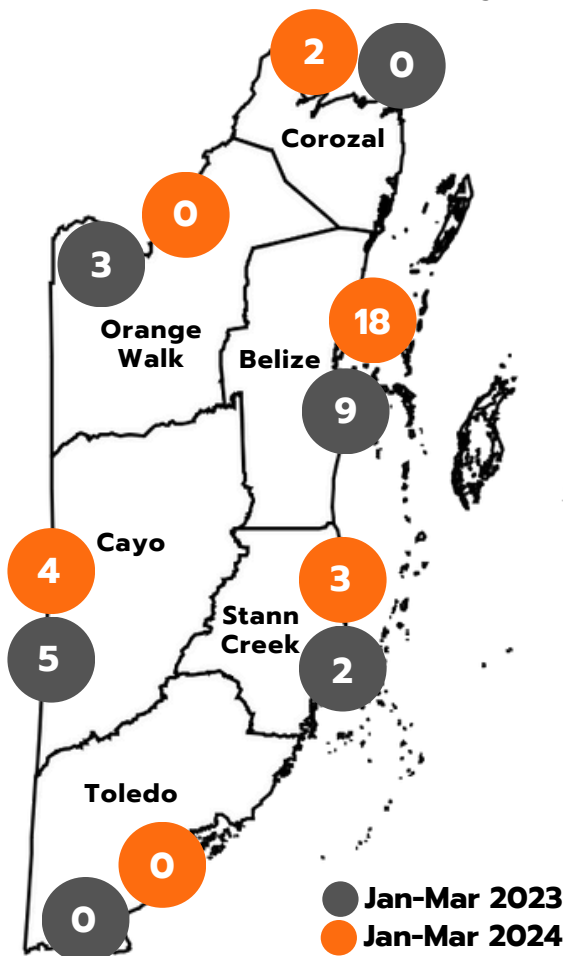 2
0
Corozal
0
3
Orange
Walk
18
Belize
9
Cayo
4
5
3
Stann
Creek
2
Toledo
0
0
Jan-Mar 2023
Jan-Mar 2024